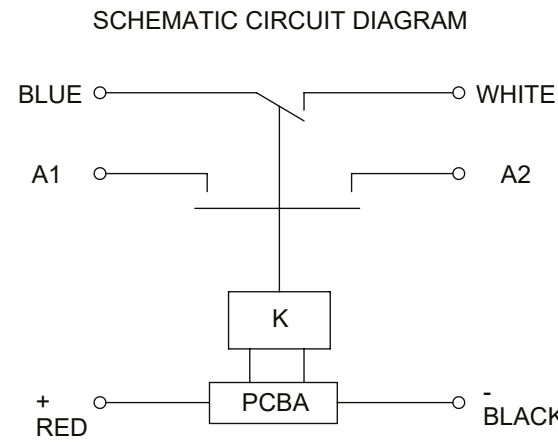 SCHEMATIC CIRCUIT DIAGRAM
BLUE
WHITE
A1
A2
K
PCBA
+
RED
-
BLACK